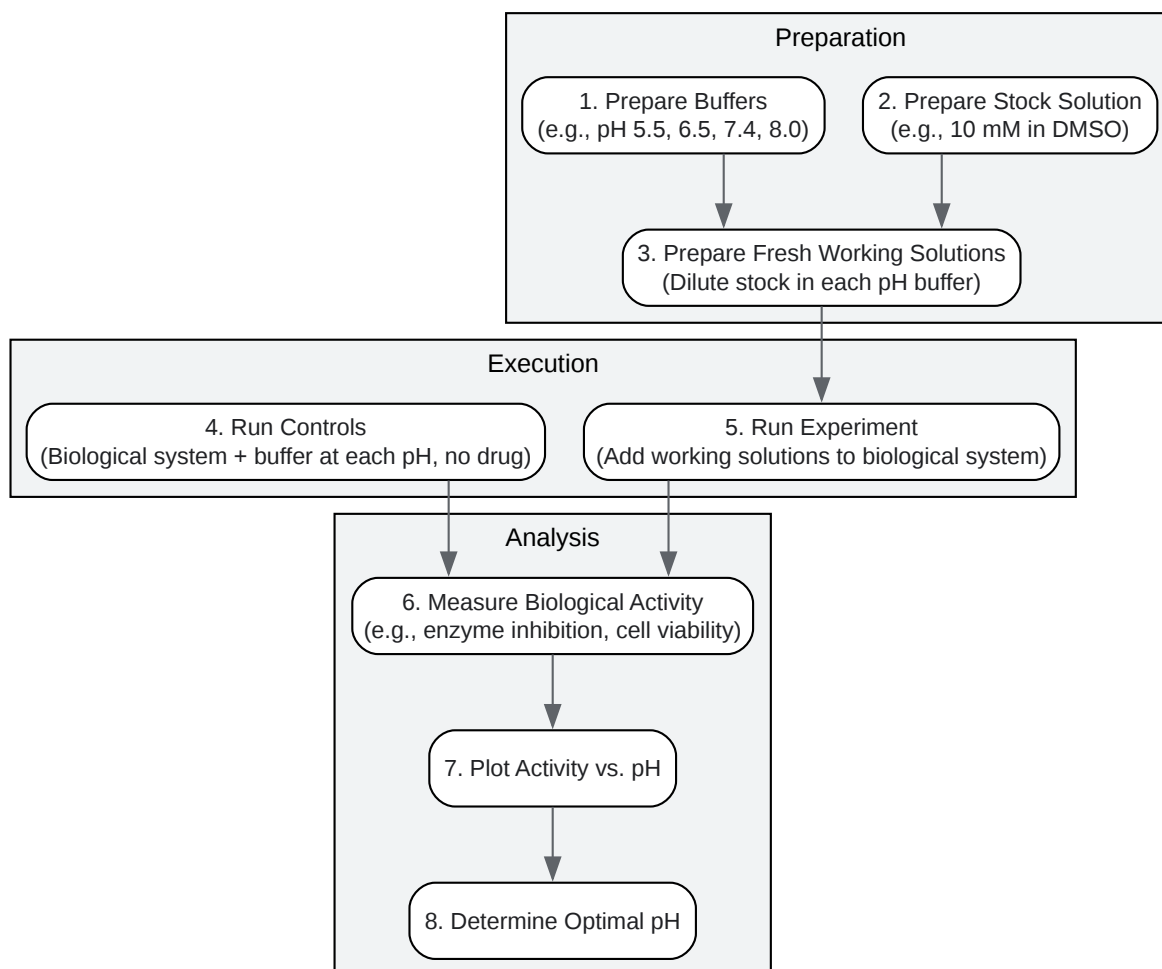 Preparation
1. Prepare Buffers
(e.g., pH 5.5, 6.5, 7.4, 8.0)
2. Prepare Stock Solution
(e.g., 10 mM in DMSO)
3. Prepare Fresh Working Solutions
(Dilute stock in each pH buffer)
Execution
4. Run Controls
(Biological system + buffer at each pH, no drug)
5. Run Experiment
(Add working solutions to biological system)
Analysis
6. Measure Biological Activity
(e.g., enzyme inhibition, cell viability)
7. Plot Activity vs. pH
8. Determine Optimal pH